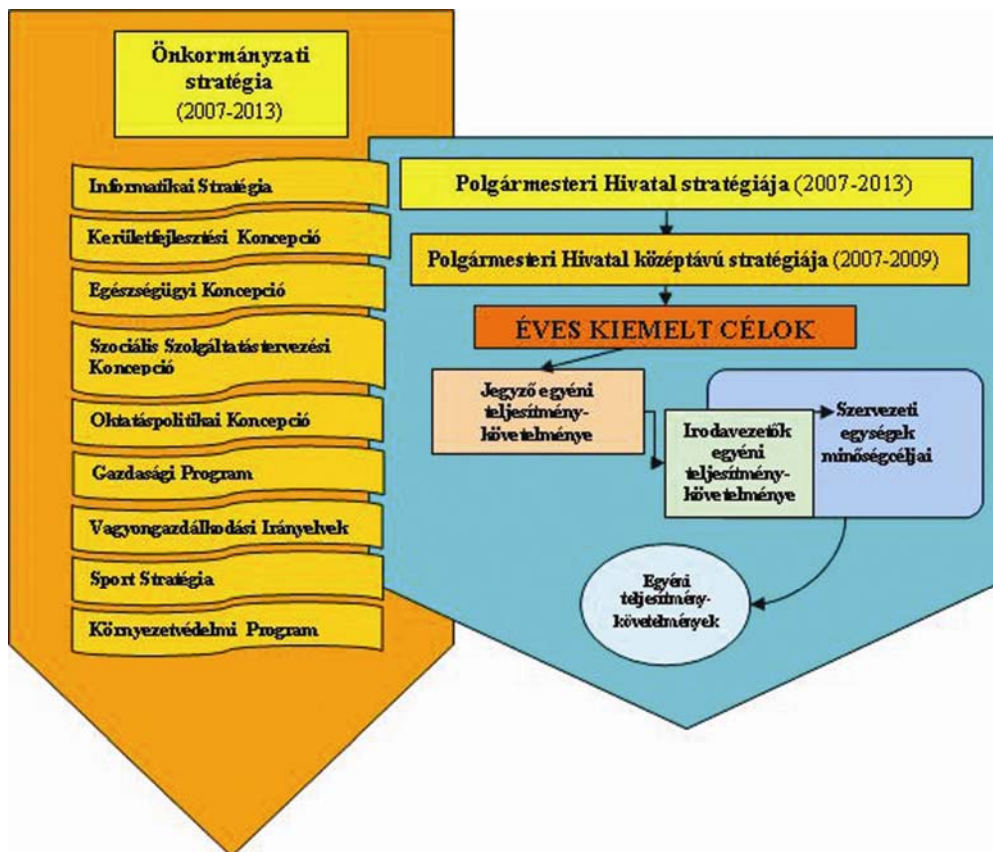 Önkormányzati
stratégia
(2007-2013)
Informatikai Stratégia
Kerületfejlesztési Koncepció
Egészségügyi Koncepció
Szociális Szolgáltatástervezési
Koncepció
Oktatáspolitikai Koncepció
Gazdasági Program
Vagyongazdálkodási Irányelvek
Sport Stratégia
Környezetvédelmi Program
Polgármesteri Hivatal stratégiája (2007-2013)
Polgármesteri Hivatal középtávú stratégiája (2007-2009)
ÉVES KIEMELT CÉLOK
Jegyző egyéni
teljesítmény-
követelménye
Irodavezetők
egyéni
teljesítmény-
követelménye
Szervezeti
egységek
minőségcéljai
Egyéni
teljesítmény-
követelmények